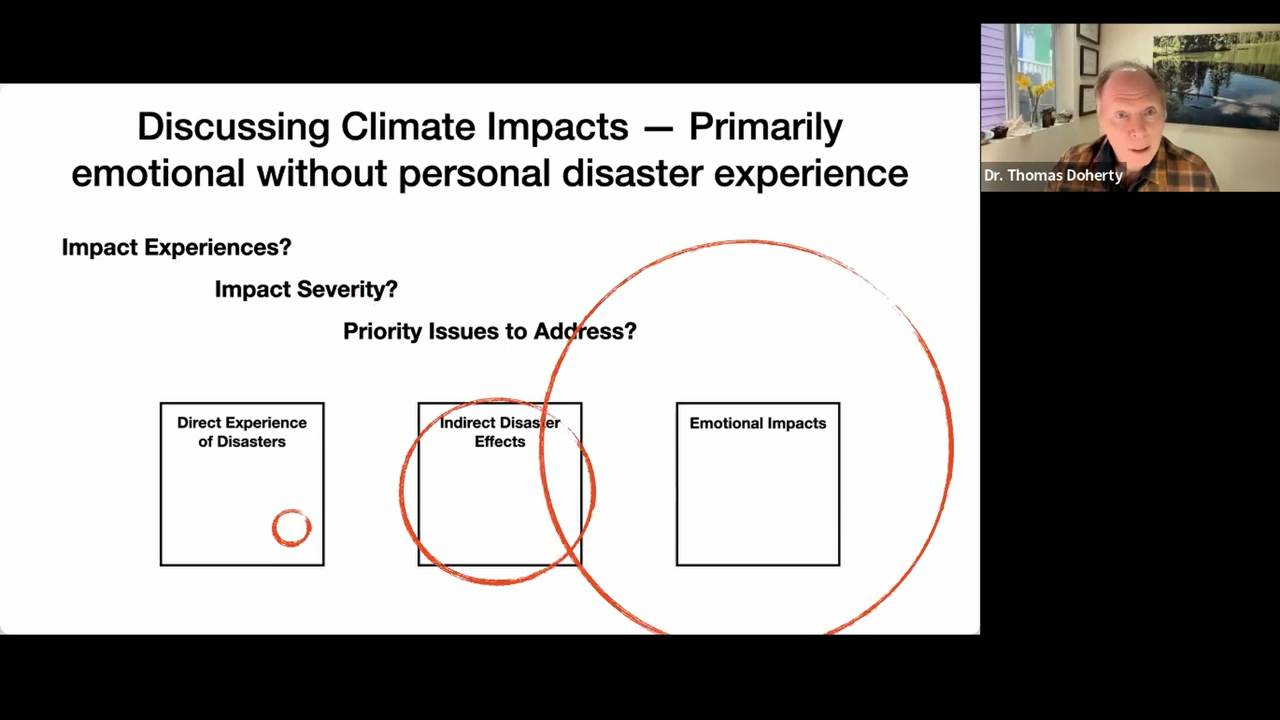 Discussing Climate Impacts — Primarily
emotional without personal disaster experience
Impact Experiences?
Impact Severity?
Priority Issues to Address?
Direct Experience
of Disasters
Indirect Disaster
Effects
Emotional Impacts
Dr. Thomas Doherty